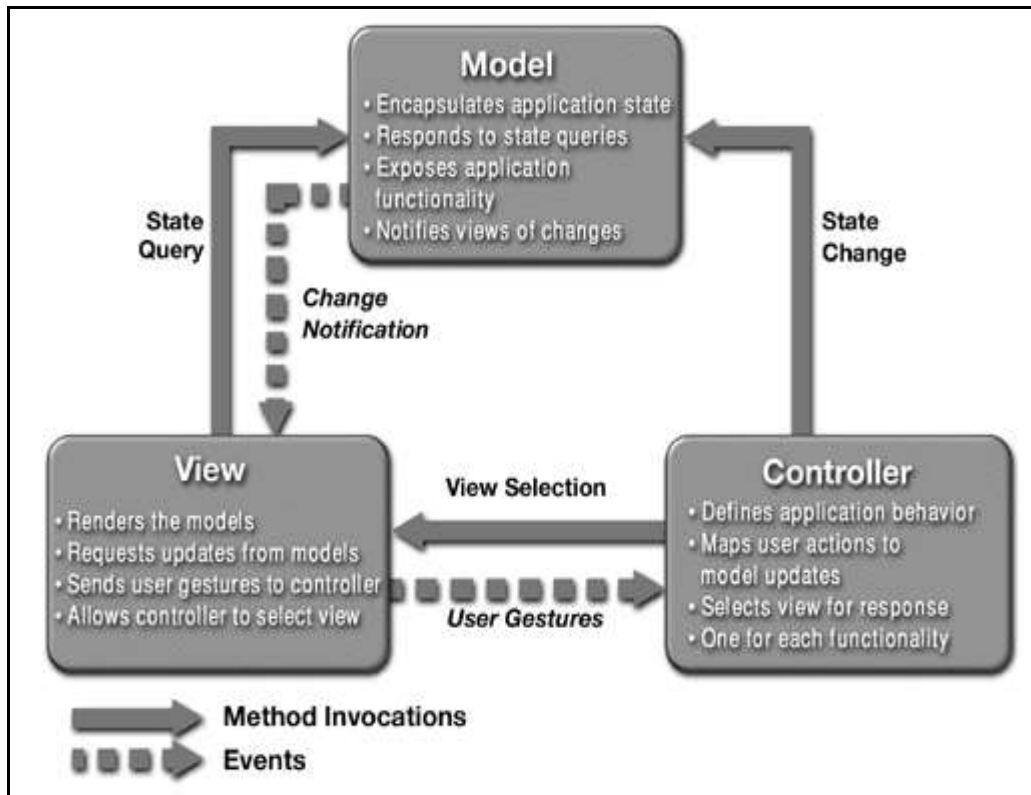 Model
• Encapsulates application state
• Responds to state queries
• Exposes application
functionality
• Notifies views of changes
State
Query
Change
Notification
State
Change
View
• Renders the models
• Requests updates from models
• Sends user gestures to controller
• Allows controller to select view
View Selection
User Gestures
Controller
• Defines application behavior
• Maps user actions to
model updates
• Selects view for response
• One for each functionality
Method Invocations
Events